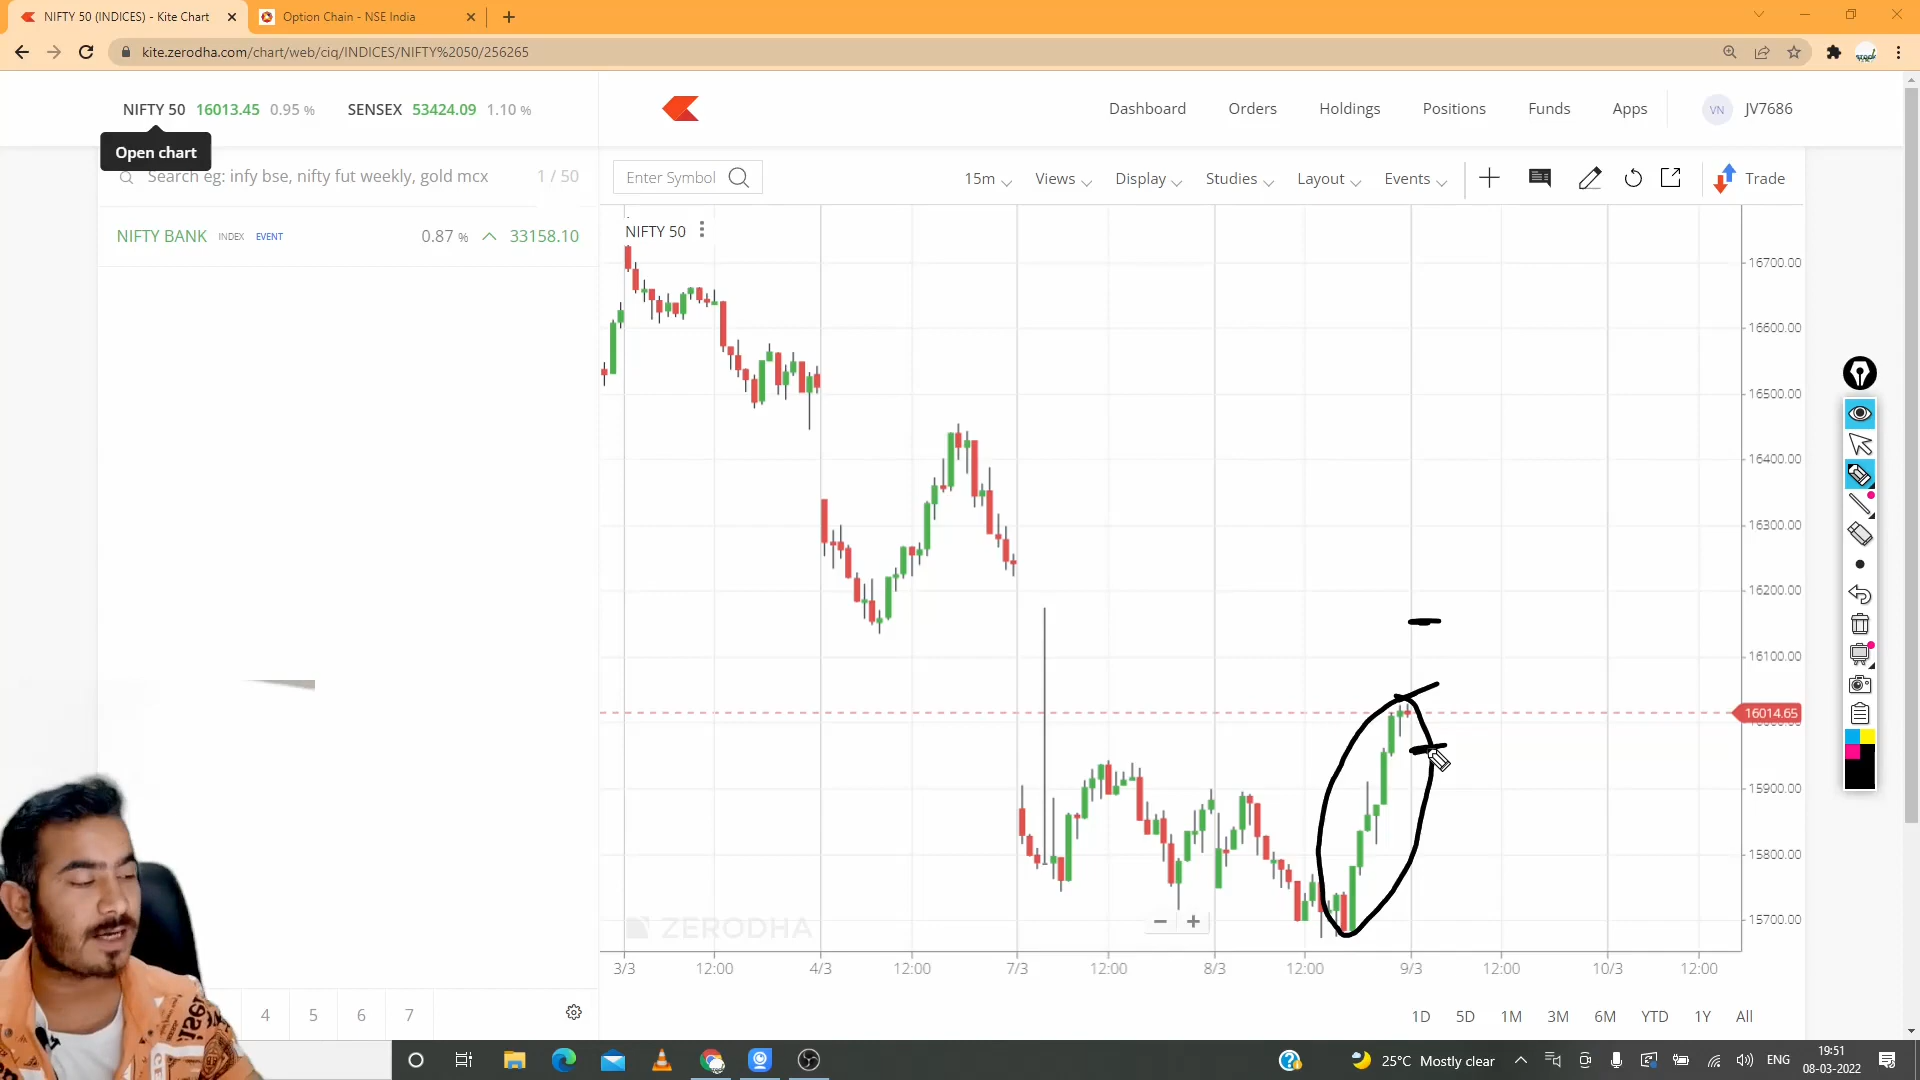 NIFTY 50 (INDICES) - Kite Chart
Option Chain - NSE India
kite.zerodha.com/chart/web/ciq/INDICES/NIFTY%2050/256265
NIFTY 50 16013.45 0.95 % SENSEX 53424.09 1.10 %
Dashboard Orders Holdings Positions Funds Apps VN JV7686
Open chart
Search eg: infy bse, nifty fut weekly, gold mcx 1 / 50
Enter Symbol 15m Views Display Studies Layout Events Trade
NIFTY BANK INDEX EVENT 0.87 % 33158.10
NIFTY 50
16700.00
16600.00
16500.00
16400.00
16300.00
16200.00
16100.00
16014.65
15900.00
15800.00
15700.00
ZERODHA
3/3 12:00 4/3 12:00 7/3 12:00 8/3 12:00 9/3 12:00 10/3 12:00
4 5 6 7
1D 5D 1M 3M 6M YTD 1Y All
25°C Mostly clear ENG 19:51
08-03-2022